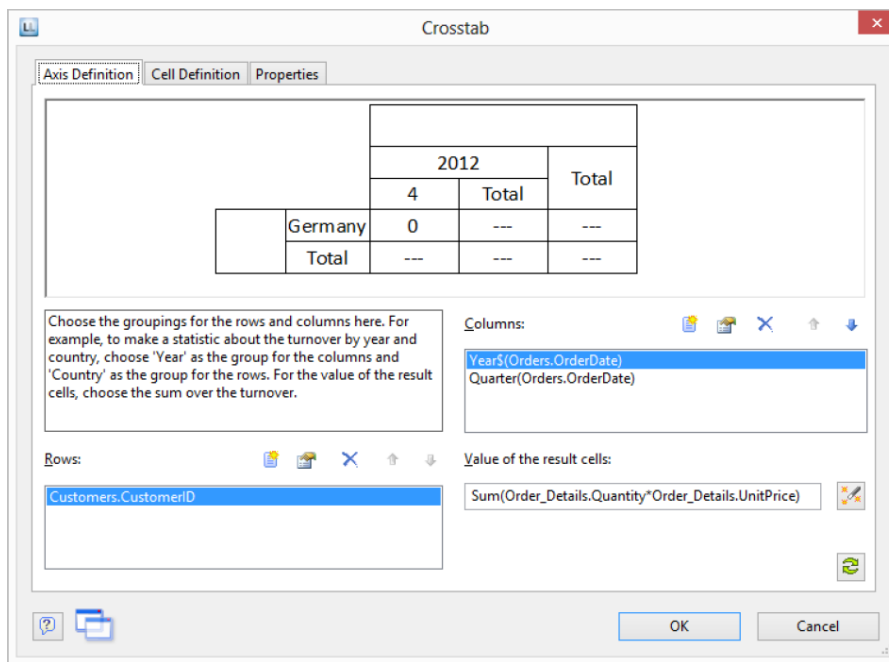 LL
Crosstab
Axis Definition
Cell Definition
Properties
2012
Total
4
Total
Germany
0
---
---
Total
---
---
---
Choose the groupings for the rows and columns here. For
example, to make a statistic about the turnover by year and
country, choose 'Year' as the group for the columns and
'Country' as the group for the rows. For the value of the result
cells, choose the sum over the turnover.
Columns:
Year$(Orders.OrderDate)
Quarter(Orders.OrderDate)
Rows:
Customers.CustomerID
Value of the result cells:
Sum(Order_Details.Quantity*Order_Details.UnitPrice)
?
OK
Cancel